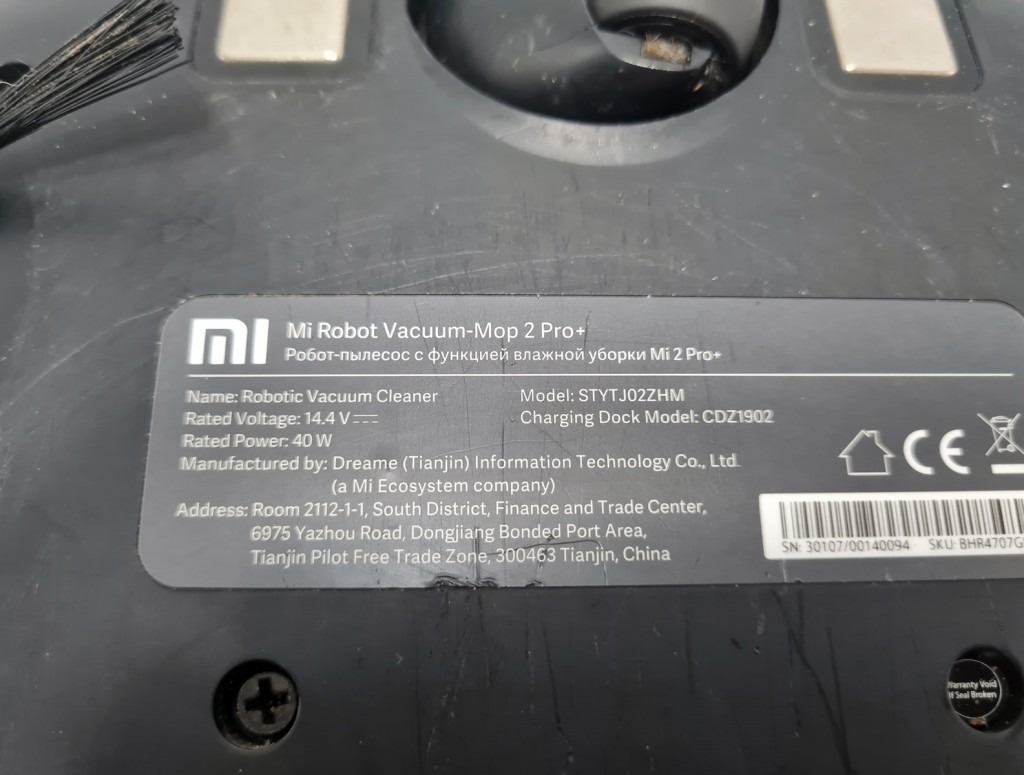 mi Mi Robot Vacuum-Mop 2 Pro+
Робот-пылесос с функцией влажной уборки Mi 2 Pro+
Name: Robotic Vacuum Cleaner
Model: STYTJ02ZHM
Rated Voltage: 14.4 V
Charging Dock Model: CDZ1902
Rated Power: 40 W
Manufactured by: Dreame (Tianjin) Information Technology Co., Ltd.
(a Mi Ecosystem company)
Address: Room 2112-1-1, South District, Finance and Trade Center,
6975 Yazhou Road, Dongjiang Bonded Port Area,
Tianjin Pilot Free Trade Zone, 300463 Tianjin, China
CE
SN: 30107/00140094 SKU: BHR4707G
Warranty Void
If Seal Broken